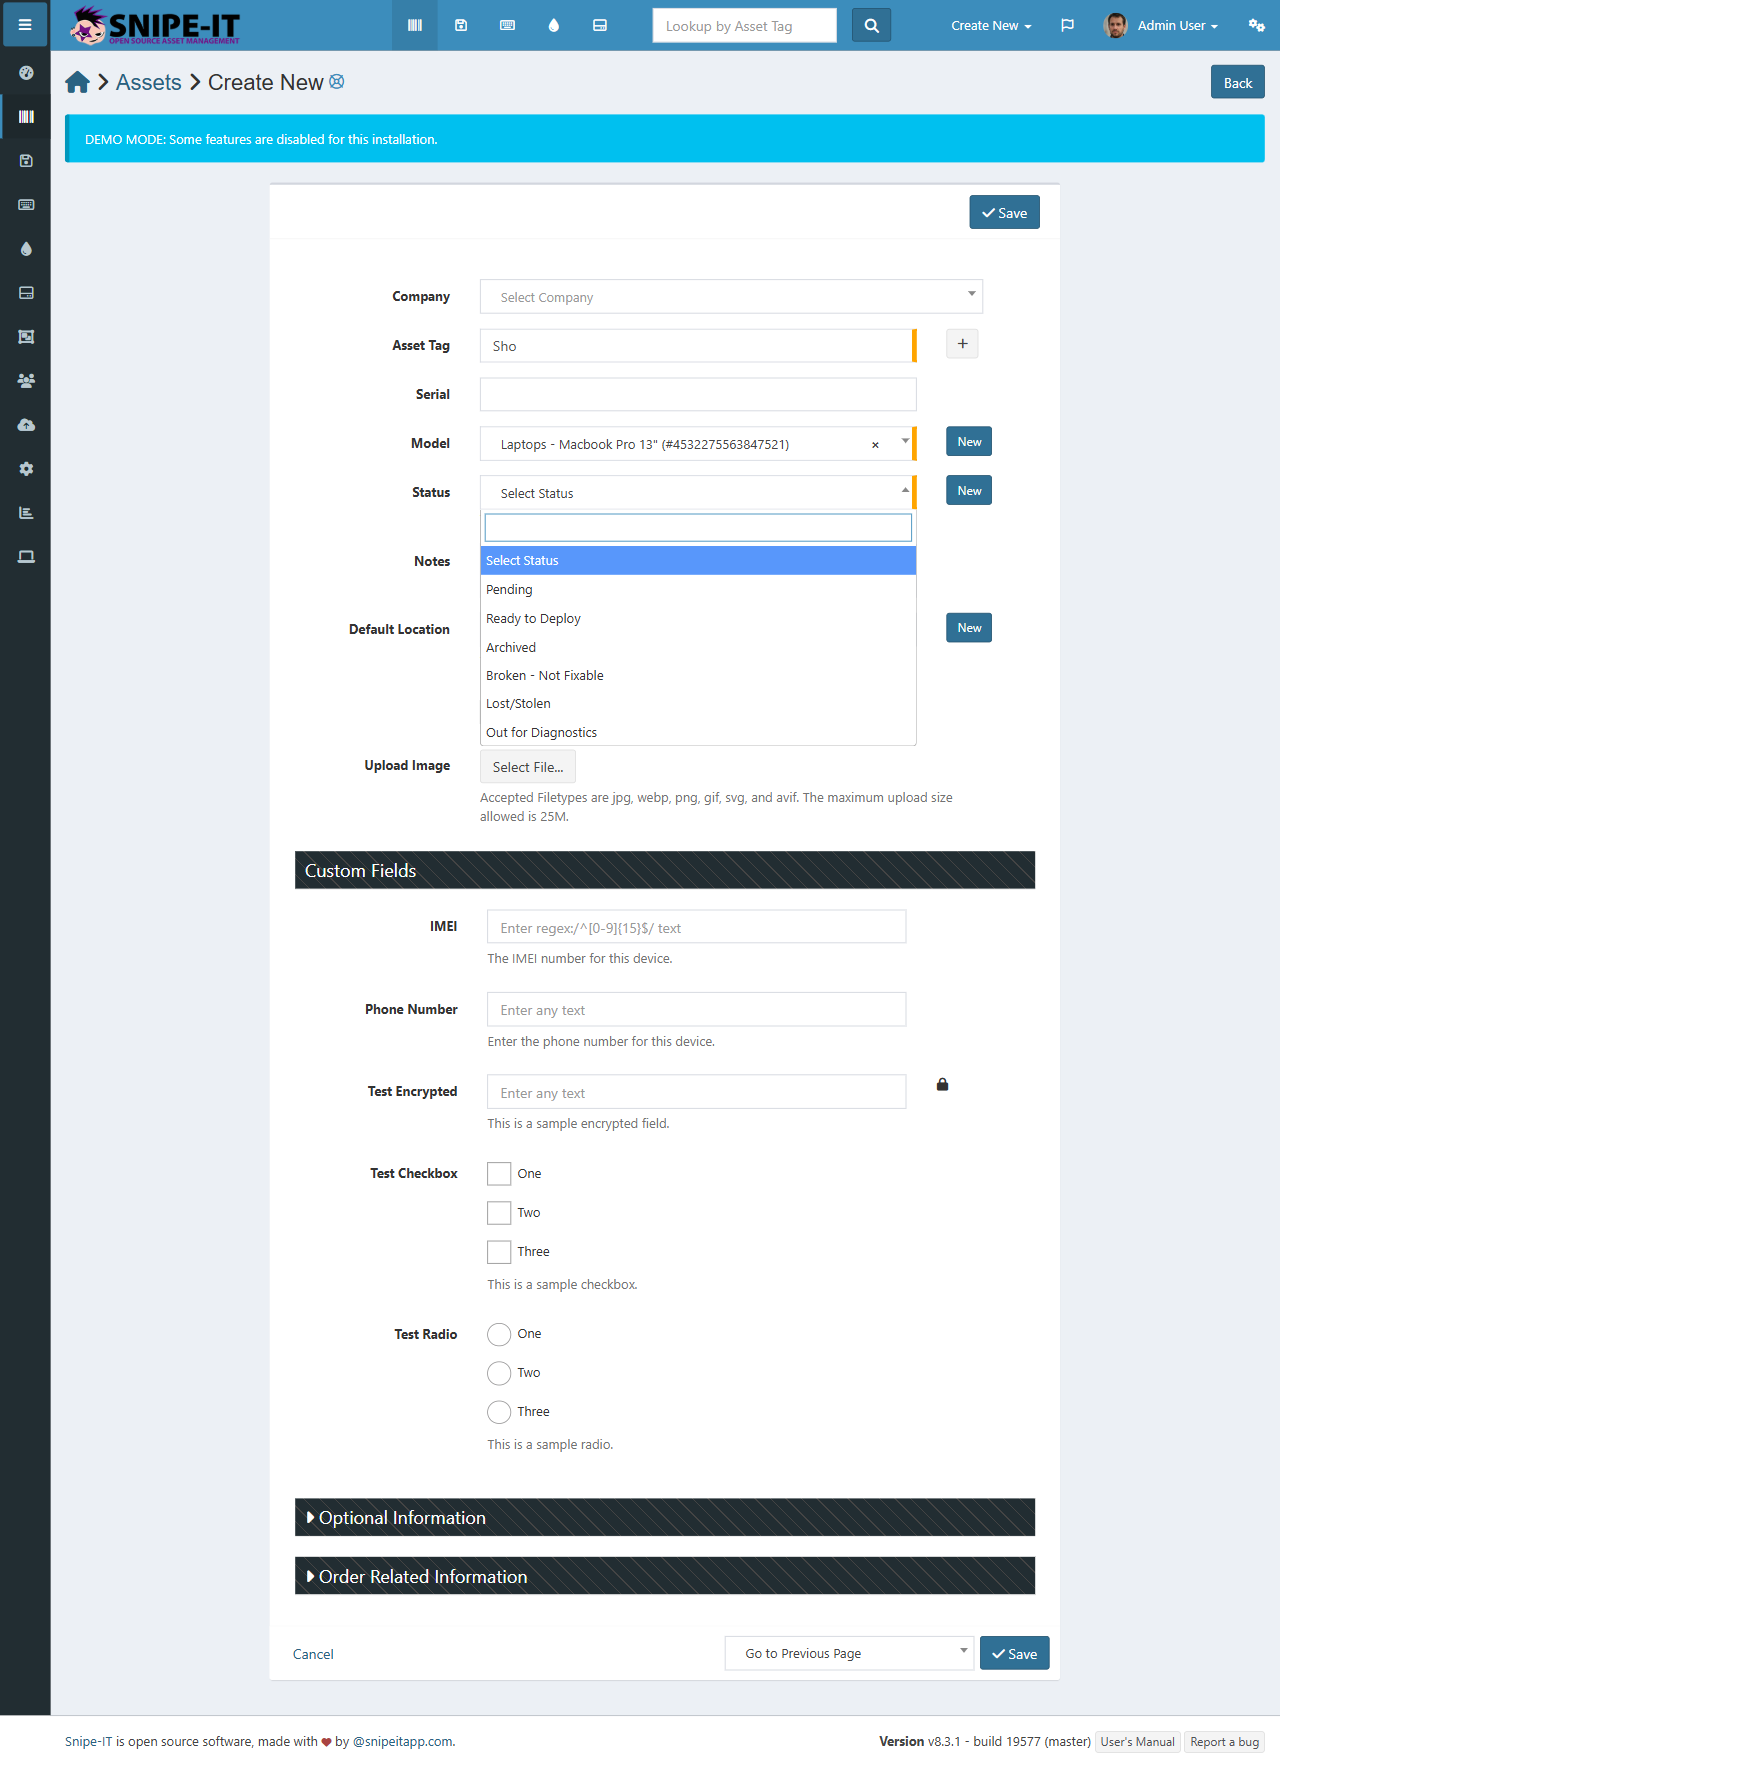 SNIPE-IT
OPEN SOURCE ASSET MANAGEMENT
Lookup by Asset Tag
Create New
Admin User
Assets
Create New
Back
DEMO MODE: Some features are disabled for this installation.
Save
Company
Select Company
Asset Tag
Sho
+
Serial
Model
Laptops - Macbook Pro 13" (#4532275563847521)
×
New
Status
Select Status
New
Select Status
Notes
Pending
Ready to Deploy
Default Location
New
Archived
Broken - Not Fixable
Lost/Stolen
Out for Diagnostics
Upload Image
Select File...
Accepted Filetypes are jpg, webp, png, gif, svg, and avif. The maximum upload size
allowed is 25M.
Custom Fields
IMEI
Enter regex:/^[0-9]{15}$/ text
The IMEI number for this device.
Phone Number
Enter any text
Enter the phone number for this device.
Test Encrypted
Enter any text
This is a sample encrypted field.
Test Checkbox
One
Two
Three
This is a sample checkbox.
Test Radio
One
Two
Three
This is a sample radio.
Optional Information
Order Related Information
Cancel
Go to Previous Page
Save
Snipe-IT is open source software, made with ♥ by @snipeitapp.com.
Version v8.3.1 - build 19577 (master)
User's Manual
Report a bug